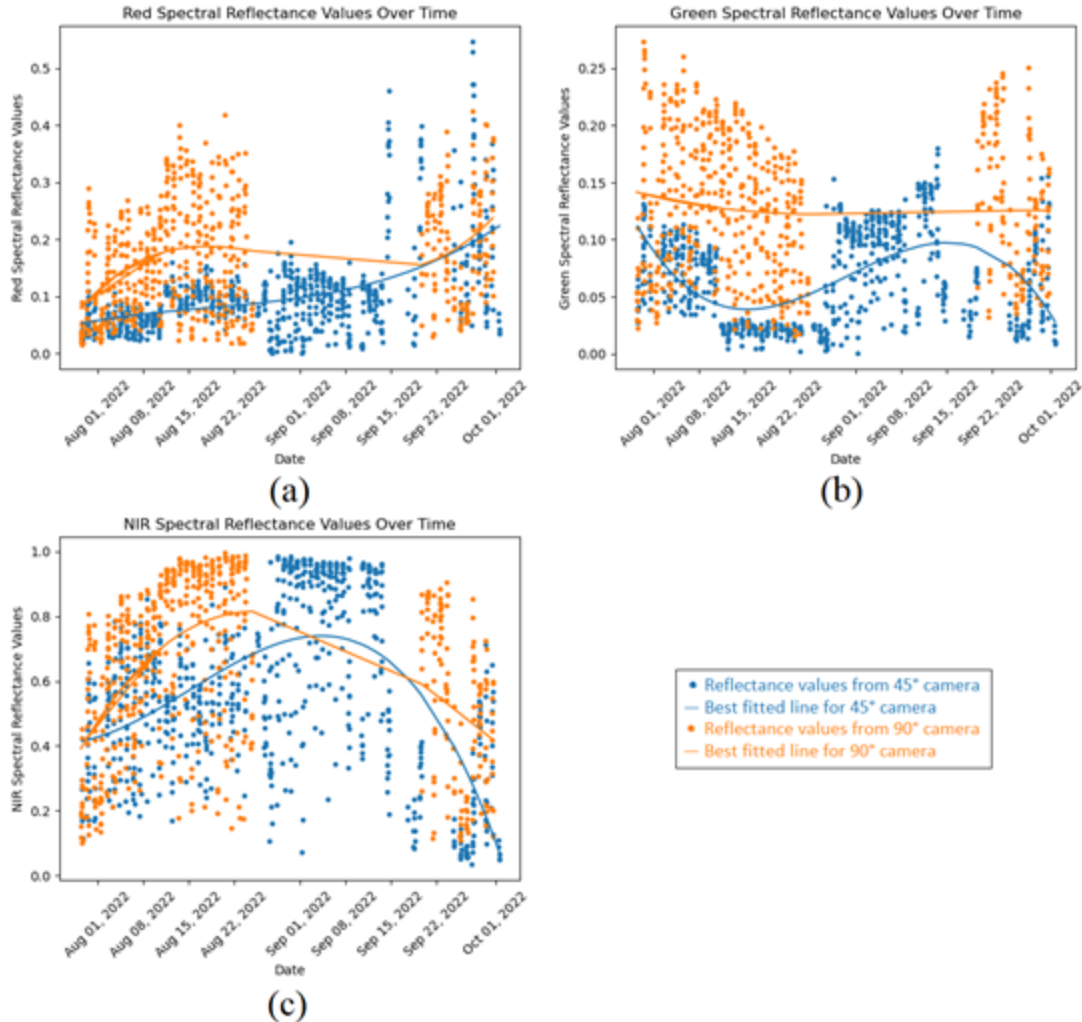 Red Spectral Reflectance Values Over Time
Red Spectral Reflectance Values
0.5
0.4
0.3
0.2
0.1
0.0
Aug 01, 2022
Aug 08, 2022
Aug 15, 2022
Aug 22, 2022
Sep 01, 2022
Sep 08, 2022
Sep 15, 2022
Sep 22, 2022
Oct 01, 2022
Date
(a)
Green Spectral Reflectance Values Over Time
Green Spectral Reflectance Values
0.25
0.20
0.15
0.10
0.05
0.00
Aug 01, 2022
Aug 08, 2022
Aug 15, 2022
Aug 22, 2022
Sep 01, 2022
Sep 08, 2022
Sep 15, 2022
Sep 22, 2022
Oct 01, 2022
Date
(b)
NIR Spectral Reflectance Values Over Time
NIR Spectral Reflectance Values
1.0
0.8
0.6
0.4
0.2
0.0
Aug 01, 2022
Aug 08, 2022
Aug 15, 2022
Aug 22, 2022
Sep 01, 2022
Sep 08, 2022
Sep 15, 2022
Sep 22, 2022
Oct 01, 2022
Date
(c)
Reflectance values from 45° camera
Best fitted line for 45° camera
Reflectance values from 90° camera
Best fitted line for 90° camera